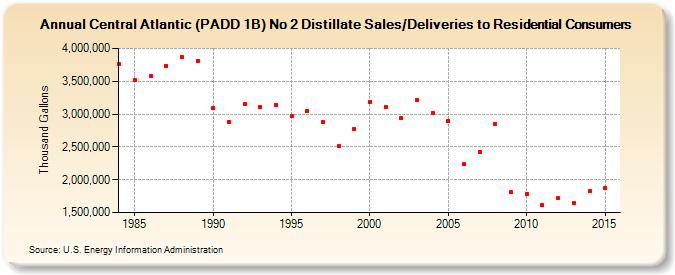 Annual Central Atlantic (PADD 1B) No 2 Distillate Sales/Deliveries to Residential Consumers
Thousand Gallons
4,000,000
3,500,000
3,000,000
2,500,000
2,000,000
1,500,000
1985 1990 1995 2000 2005 2010 2015
Source: U.S. Energy Information Administration